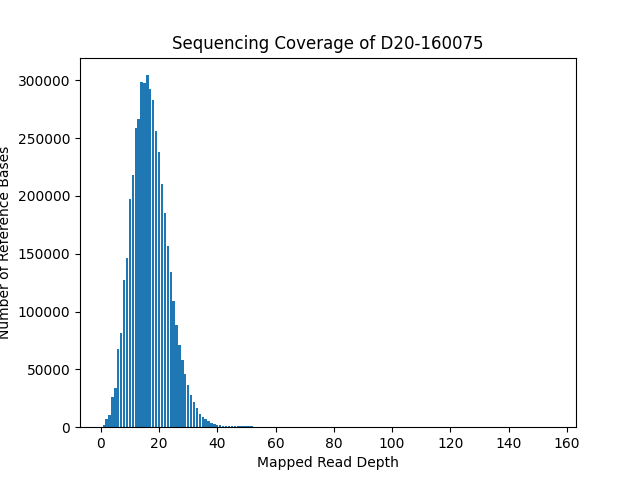 Sequencing Coverage of D20-160075
300000
250000
200000
150000
100000
50000
0
Number of Reference Bases
0 20 40 60 80 100 120 140 160
Mapped Read Depth